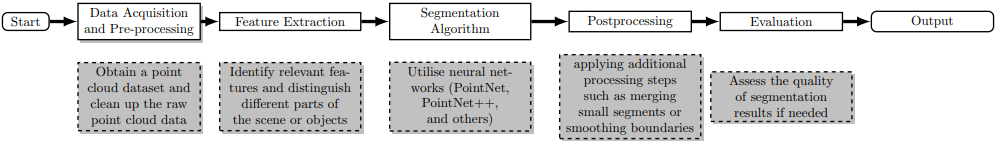 Start
Data Acquisition
and Pre-processing
Feature Extraction
Segmentation
Algorithm
Postprocessing
Evaluation
Output
Obtain a point
cloud dataset and
clean up the raw
point cloud data
Identify relevant fea-
tures and distinguish
different parts of
the scene or objects
Utilise neural net-
works (PointNet,
PointNet++,
and others)
applying additional
processing steps
such as merging
small segments or
smoothing boundaries
Assess the quality
of segmentation
results if needed